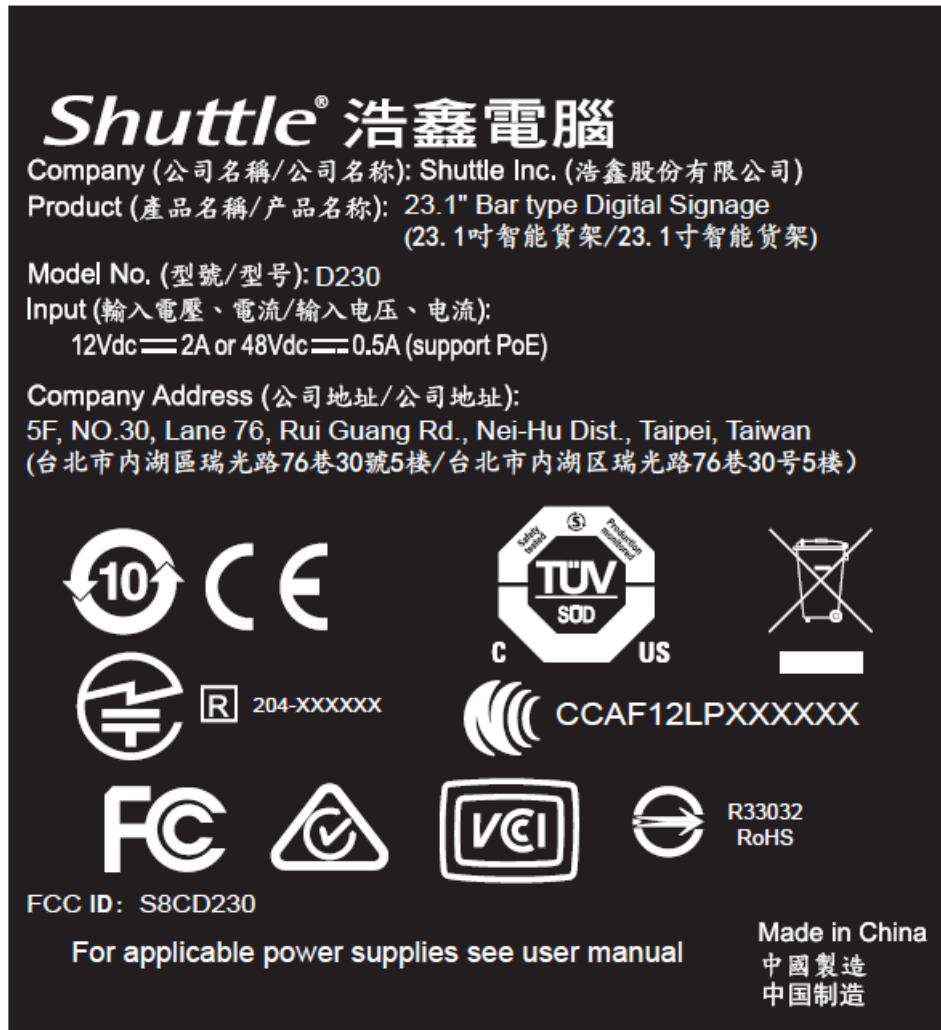 Shuttle® 浩鑫電腦
Company (公司名稱/公司名称): Shuttle Inc. (浩鑫股份有限公司)
Product (產品名稱/产品名称): 23.1" Bar type Digital Signage
(23.1吋智能貨架/23.1寸智能货架)
Model No. (型號/型号): D230
Input (輸入電壓、電流/输入电压、电流):
12Vdc⎓2A or 48Vdc⎓0.5A (support PoE)
Company Address (公司地址/公司地址):
5F, NO.30, Lane 76, Rui Guang Rd., Nei-Hu Dist., Taipei, Taiwan
(台北市内湖區瑞光路76巷30號5楼/台北市内湖区瑞光路76巷30号5楼)
10 CE
Safety tested S Production monitored
TÜV
SÜD
C US
R 204-XXXXXX
CCAF12LPXXXXXX
FC VCI
R33032
RoHS
FCC ID: S8CD230
For applicable power supplies see user manual
Made in China
中國製造
中国制造